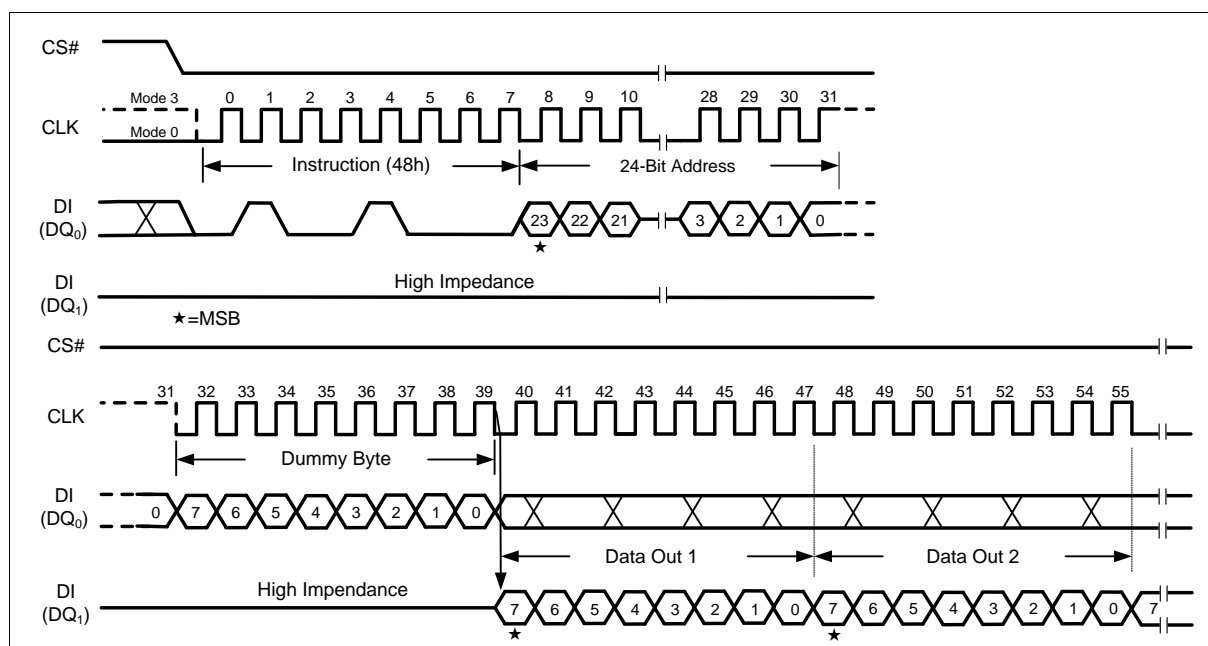 CS#
Mode 3 0 1 2 3 4 5 6 7 8 9 10 28 29 30 31
CLK
Mode 0
Instruction (48h) 24-Bit Address
DI
(DQ0) 23 22 21 3 2 1 0
★
High Impedance
DI
(DQ1)
★=MSB
CS#
31 32 33 34 35 36 37 38 39 40 41 42 43 44 45 46 47 48 49 50 51 52 53 54 55
CLK
Dummy Byte
DI
(DQ0) 0 7 6 5 4 3 2 1 0
Data Out 1 Data Out 2
High Impendance
DI
(DQ1) 7 6 5 4 3 2 1 0 7 6 5 4 3 2 1 0 7
★ ★